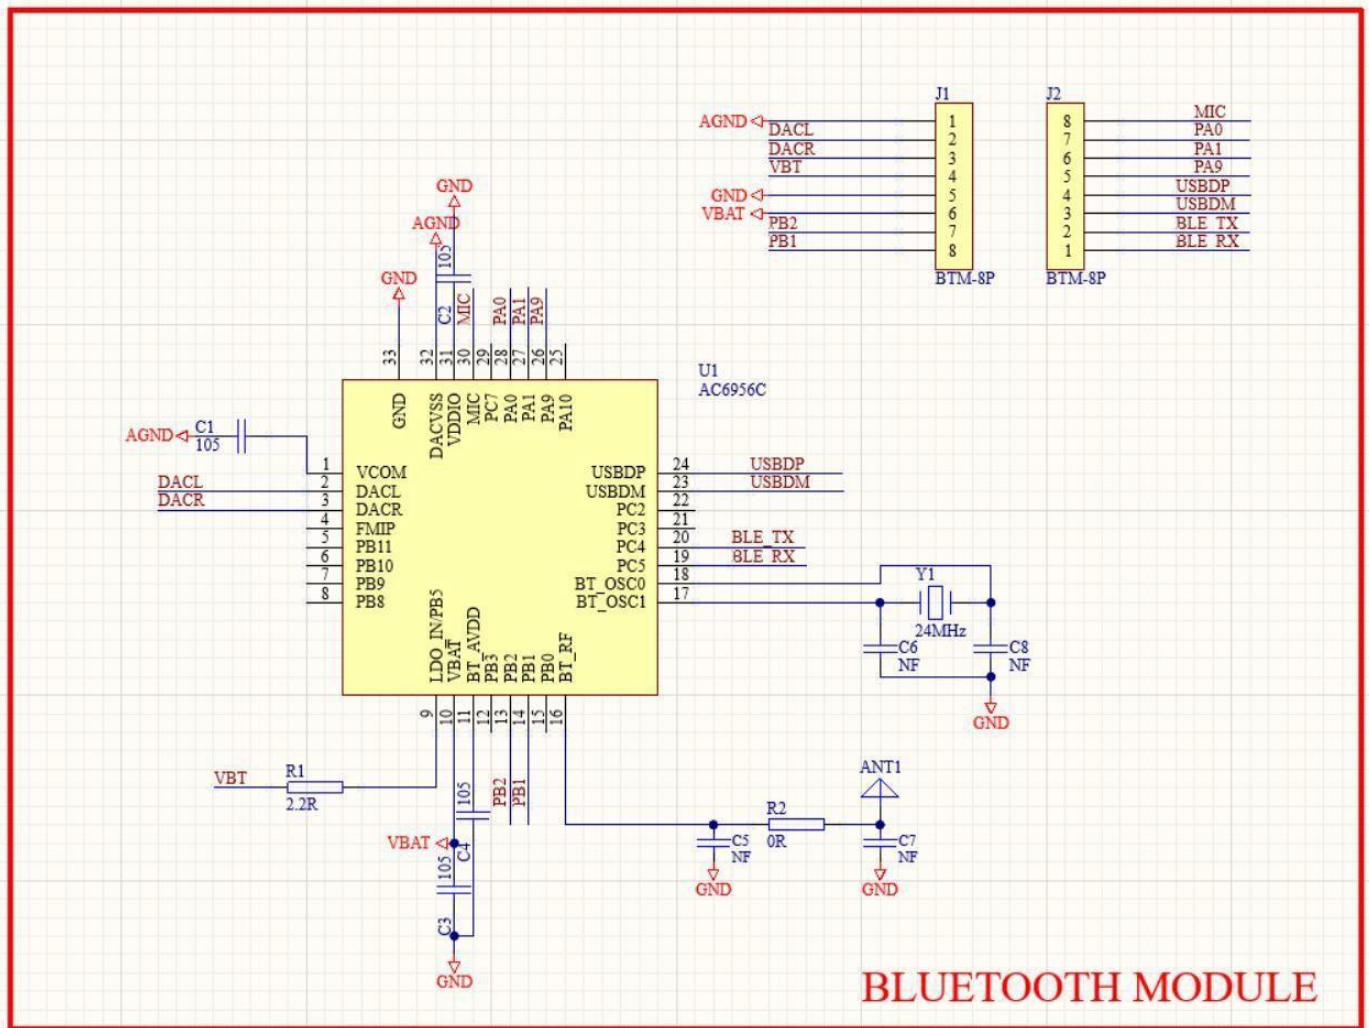 J1
J2
AGND
1
8
MIC
DACL
2
7
PA0
DACR
3
6
PA1
VBT
4
5
PA9
GND
5
4
USBDP
VBAT
6
3
USBDM
PB2
7
2
BLE_TX
PB1
8
1
BLE RX
BTM-8P
BTM-8P
GND
AGND
GND
105
C2
MIC
PA0
PA1
PA9
33
32
31
30
29
28
27
26
25
U1
AC6956C
GND
DACVSS
VDDIO
MIC
PC7
PA0
PA1
PA9
PA10
AGND
C1
105
1
VCOM
DACL
2
DACL
DACR
3
DACR
4
FMIP
5
PB11
6
PB10
7
PB9
8
PB8
USBDP
24
USBDP
USBDM
23
USBDM
PC2
22
PC3
21
PC4
20
BLE_TX
PC5
19
BLE RX
BT_OSC0
18
BT_OSC1
17
Y1
24MHz
C6
NF
C8
NF
GND
LDO_IN/PB5
VBAT
BT_AVDD
PB3
PB2
PB1
PB0
BT_RF
9
10
11
12
13
14
15
16
VBT
R1
2.2R
105
PB2
PB1
VBAT
C4
105
C3
GND
ANT1
R2
0R
C5
NF
C7
NF
GND
GND
BLUETOOTH MODULE